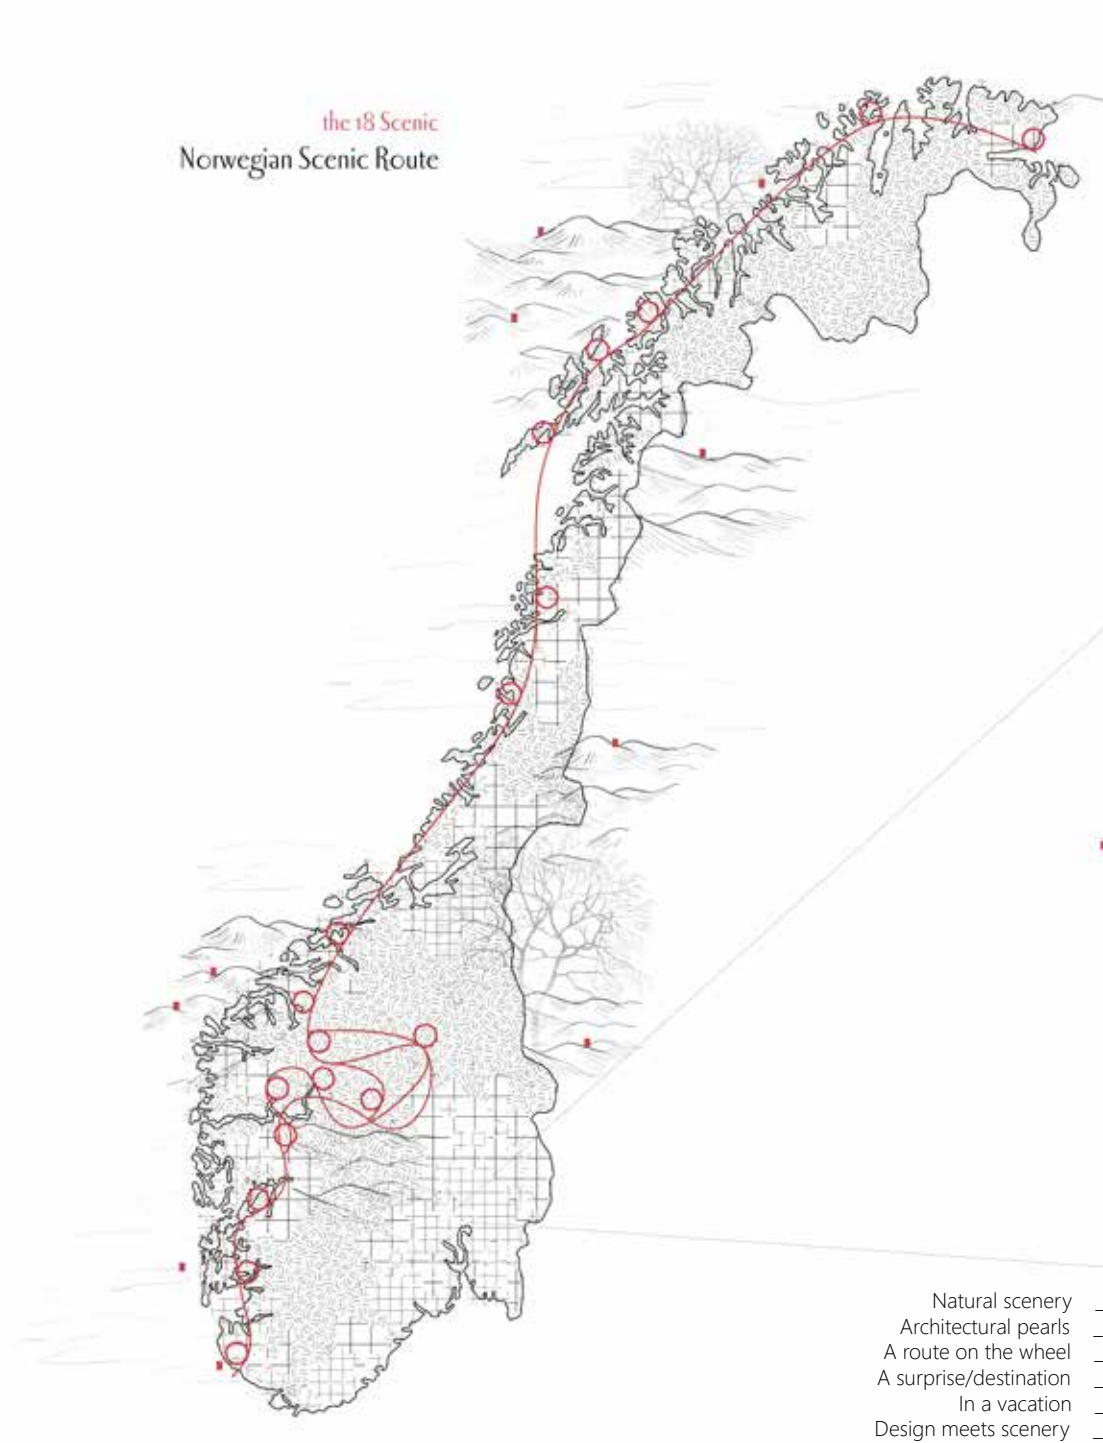 the 18 Scenic
Norwegian Scenic Route
Natural scenery
Architectural pearls
A route on the wheel
A surprise/destination
In a vacation
Design meets scenery